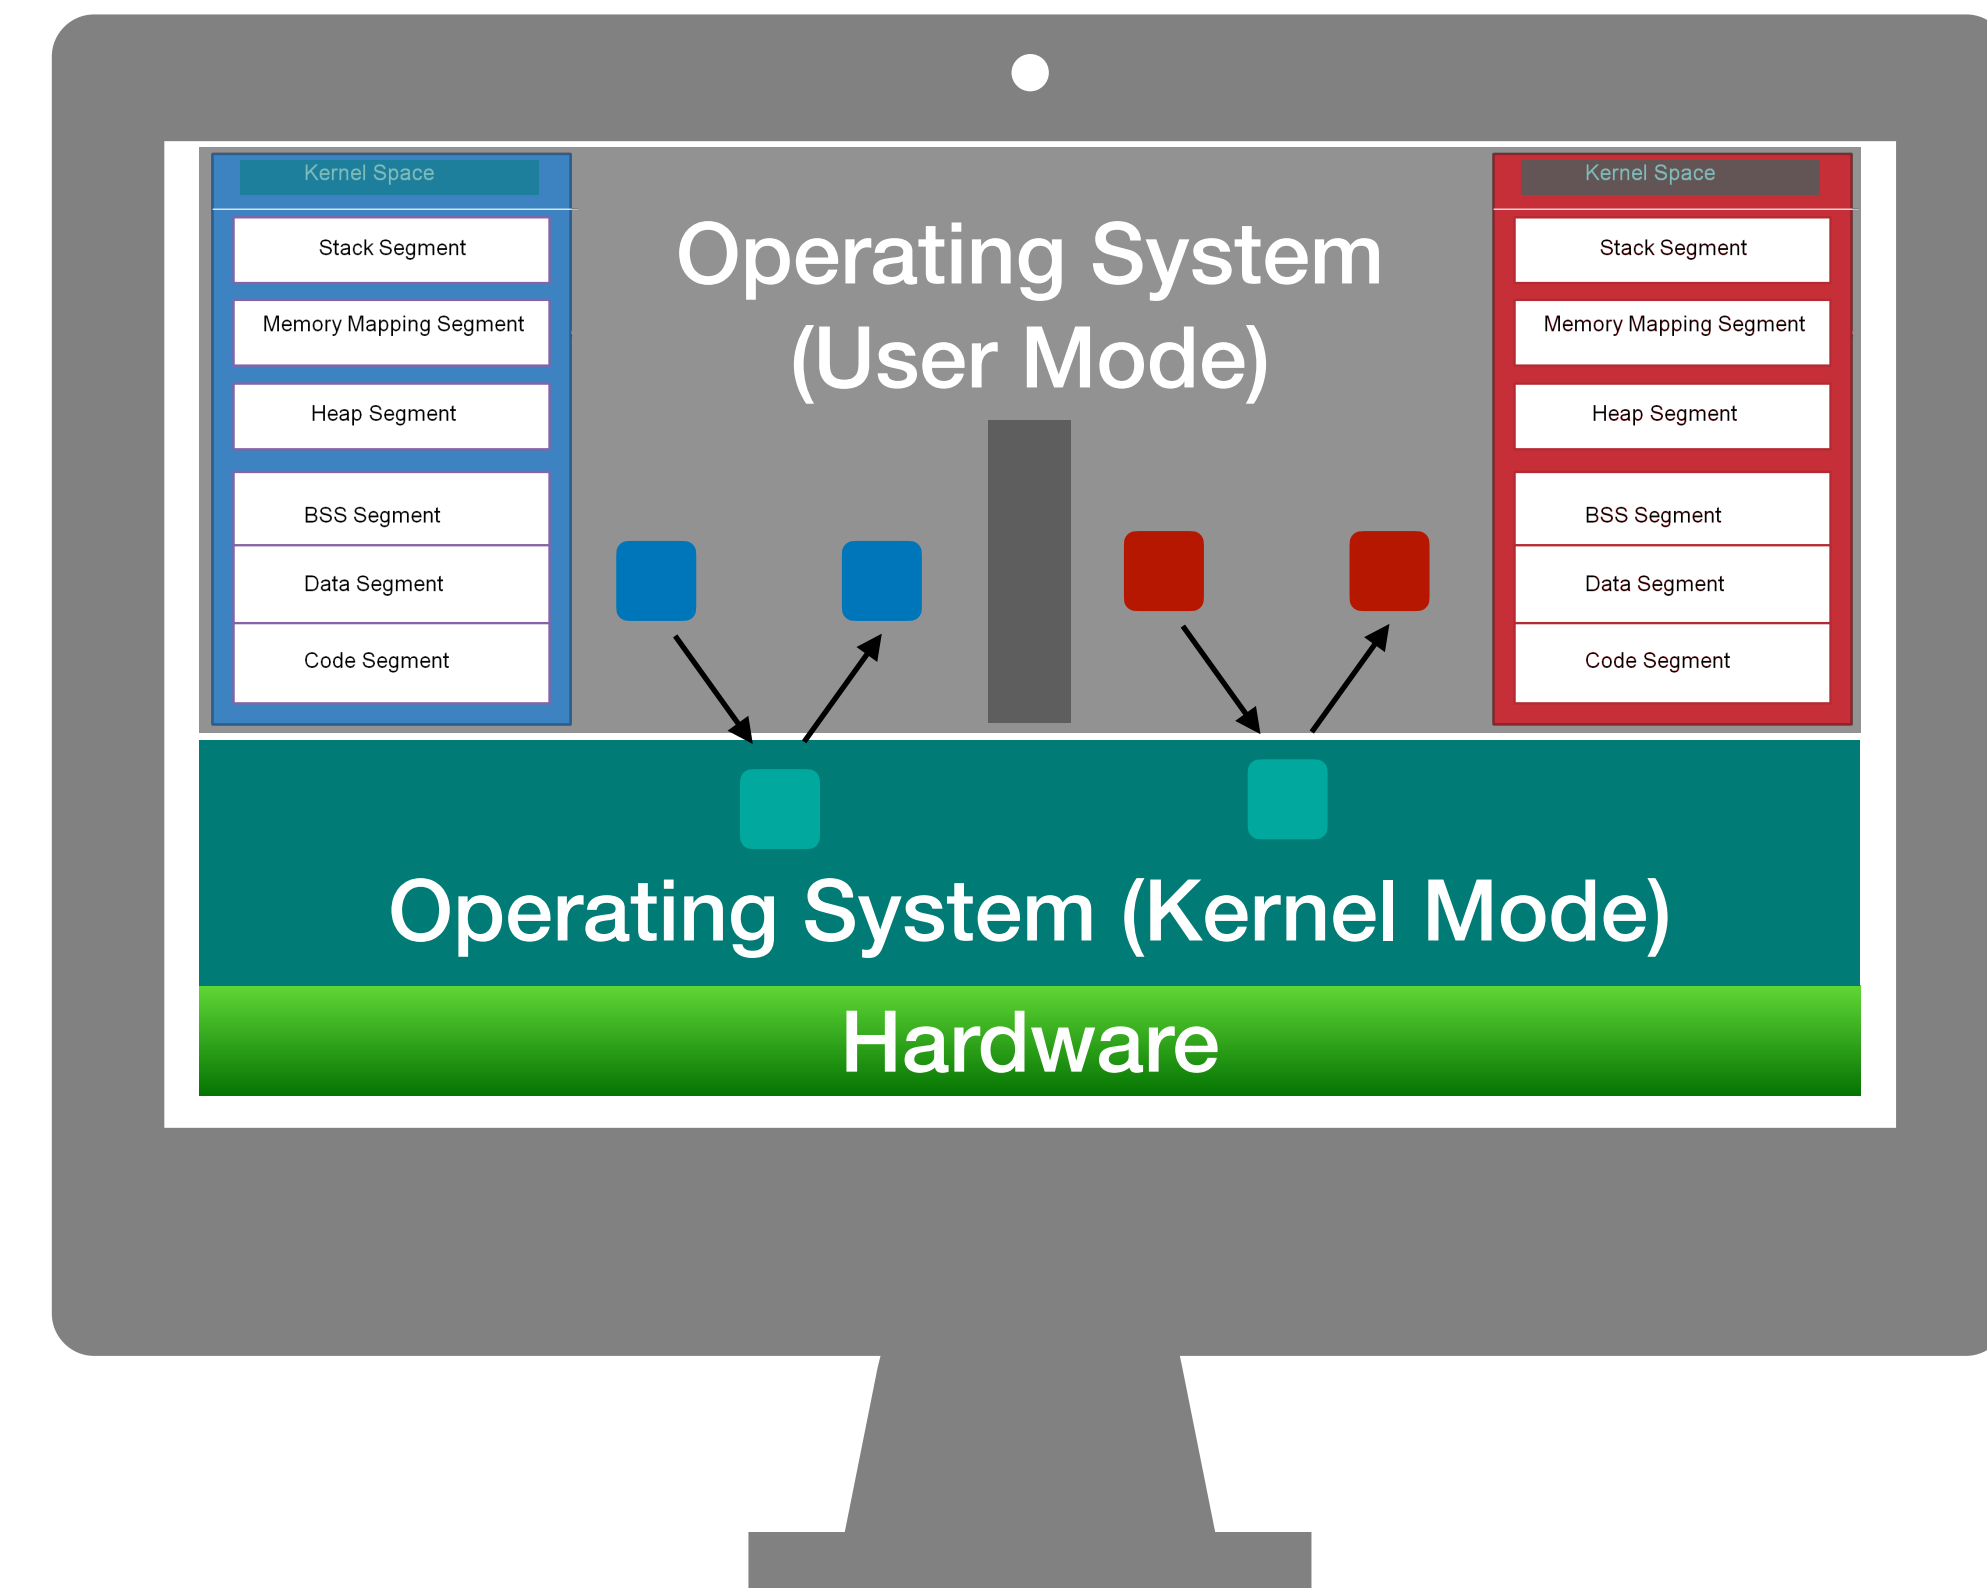 Kernel Space
Stack Segment
Memory Mapping Segment
Heap Segment
BSS Segment
Data Segment
Code Segment
Operating System
(User Mode)
Kernel Space
Stack Segment
Memory Mapping Segment
Heap Segment
BSS Segment
Data Segment
Code Segment
Operating System (Kernel Mode)
Hardware